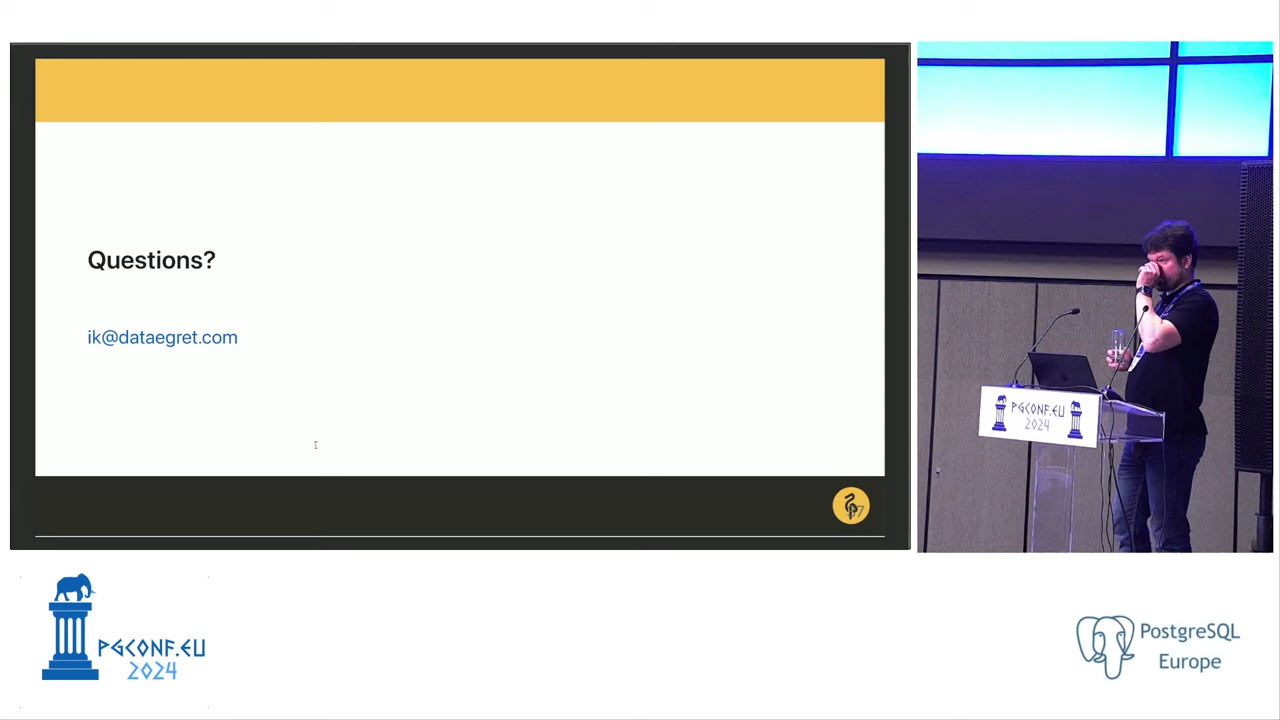 Questions?
ik@dataegret.com
PGCONF.EU
2024
PGCONF.EU
2024
PostgreSQL
Europe